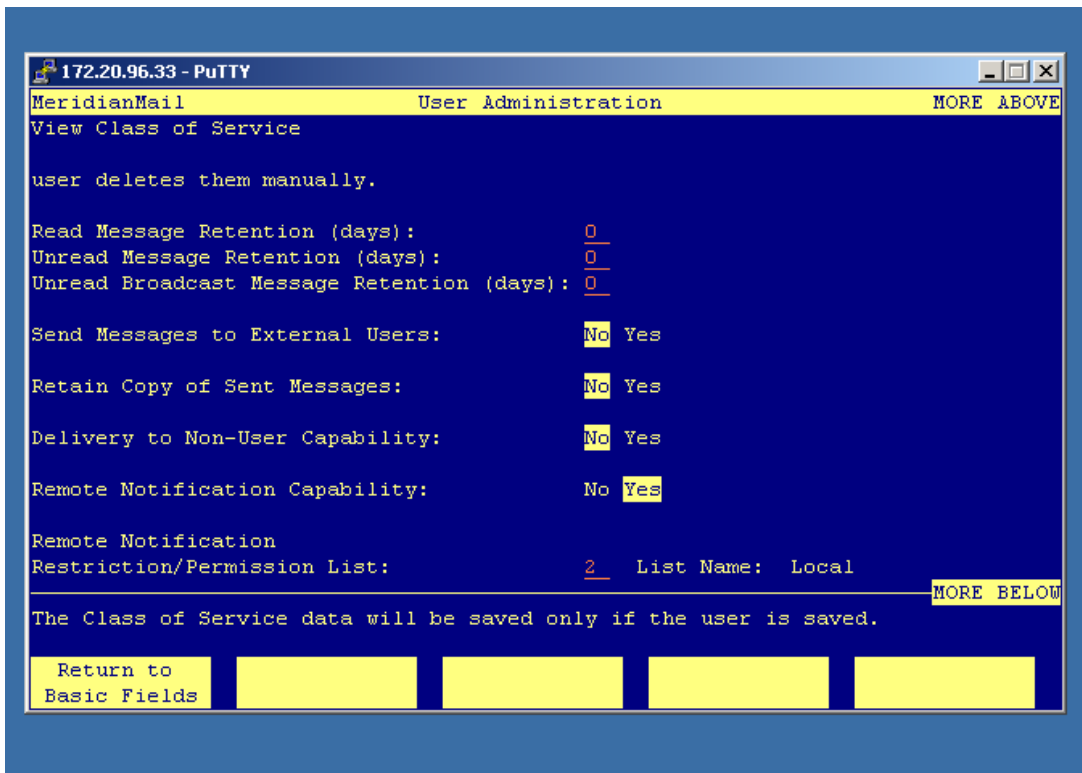 172.20.96.33 - PuTTY
MeridianMail User Administration MORE ABOVE
View Class of Service
user deletes them manually.
Read Message Retention (days): 0
Unread Message Retention (days): 0
Unread Broadcast Message Retention (days): 0
Send Messages to External Users: No Yes
Retain Copy of Sent Messages: No Yes
Delivery to Non-User Capability: No Yes
Remote Notification Capability: No Yes
Remote Notification
Restriction/Permission List: 2 List Name: Local
MORE BELOW
The Class of Service data will be saved only if the user is saved.
Return to
Basic Fields